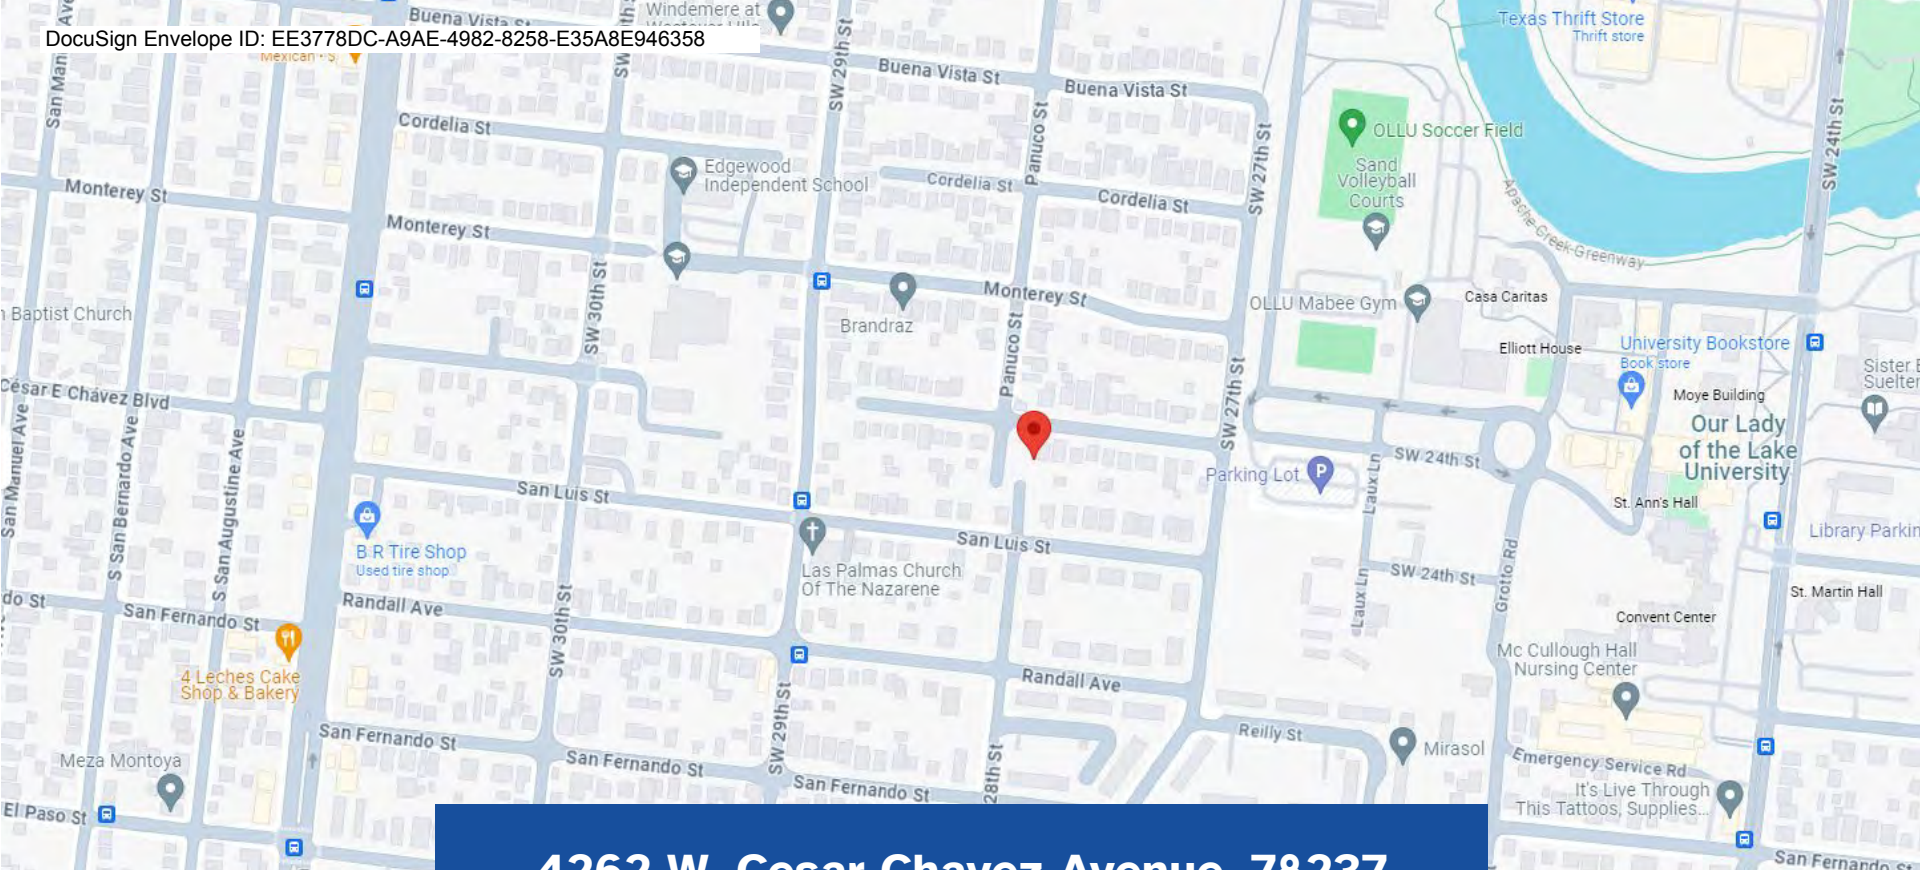 Buena Vista St
Windemere at
DocuSign Envelope ID: EE3778DC-A9AE-4982-8258-E35A8E946358
Texas Thrift Store
Thrift store
SW 29th St
Buena Vista St
Buena Vista St
Panuco St
SW 27th St
SW 24th St
Cordelia St
OLLU Soccer Field
Sand
Volleyball
Courts
Edgewood
Independent School
Cordelia St
Cordelia St
Monterey St
Monterey St
Apache Creek Greenway
SW 30th St
Monterey St
OLLU Mabee Gym
Casa Caritas
Baptist Church
Brandraz
Panuco St
Elliott House
University Bookstore
Book store
Moye Building
César E Chávez Blvd
SW 27th St
Our Lady
of the Lake
University
San Manuel Ave
S San Bernardo Ave
S San Augustine Ave
Parking Lot
P
SW 24th St
Laux Ln
St. Ann's Hall
San Luis St
San Luis St
Library Parkin
B R Tire Shop
Used tire shop
Las Palmas Church
Of The Nazarene
SW 24th St
Grotto Rd
Laux Ln
St. Martin Hall
do St
San Fernando St
Randall Ave
SW 30th St
Convent Center
Mc Cullough Hall
Nursing Center
4 Leches Cake
Shop & Bakery
Randall Ave
SW 29th St
San Fernando St
Reilly St
Mirasol
Meza Montoya
San Fernando St
28th St
San Fernando St
Emergency Service Rd
It's Live Through
This Tattoos, Supplies...
El Paso St
4262 W. Cesar Chavez Avenue, 78237
San Fernando St